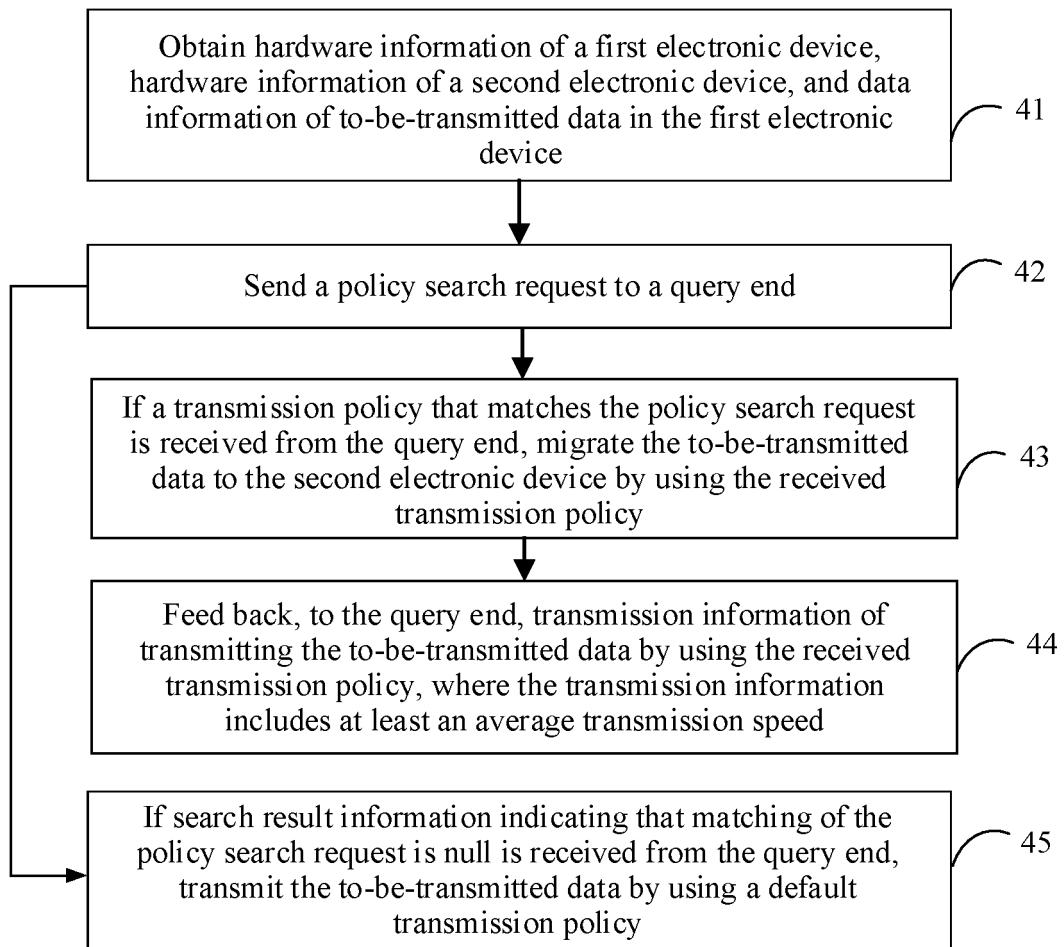 Obtain hardware information of a first electronic device,
hardware information of a second electronic device, and data
information of to-be-transmitted data in the first electronic
device
41
Send a policy search request to a query end
42
If a transmission policy that matches the policy search request
is received from the query end, migrate the to-be-transmitted
data to the second electronic device by using the received
transmission policy
43
Feed back, to the query end, transmission information of
transmitting the to-be-transmitted data by using the received
transmission policy, where the transmission information
includes at least an average transmission speed
44
If search result information indicating that matching of the
policy search request is null is received from the query end,
transmit the to-be-transmitted data by using a default
transmission policy
45